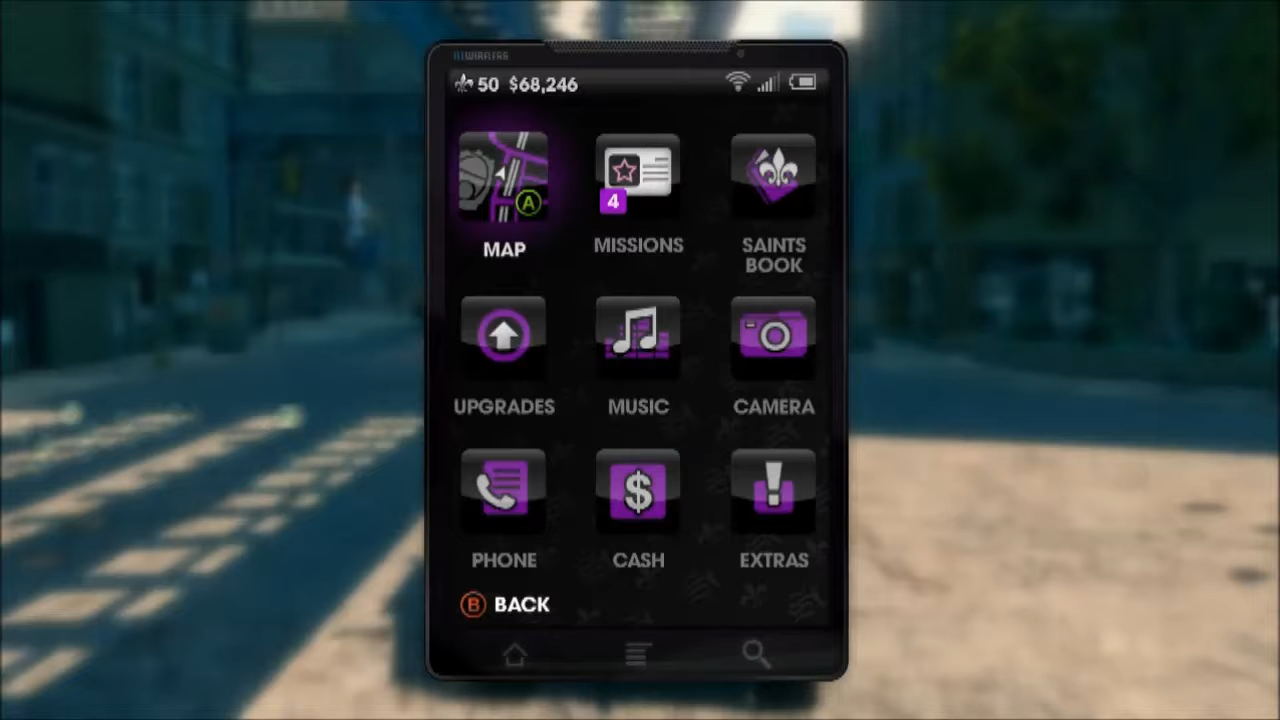 50 $68,246
A
4
MAP
MISSIONS
SAINTS
BOOK
UPGRADES
MUSIC
CAMERA
$
!
PHONE
CASH
EXTRAS
B BACK